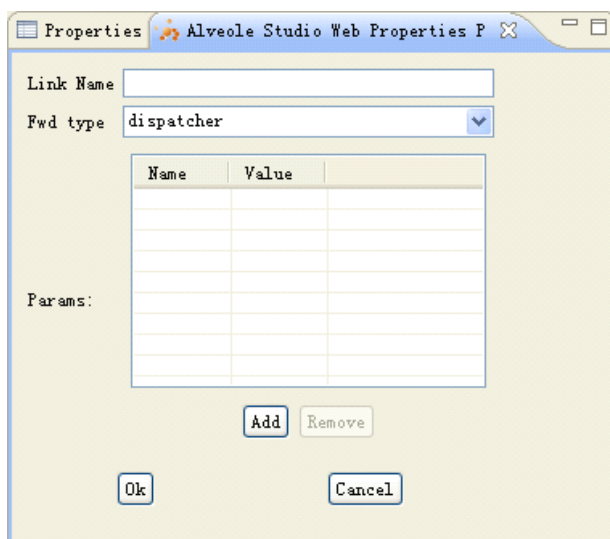 Properties Alveole Studio Web Properties P
Link Name
Fwd type dispatcher
Name Value
Params:
Add Remove
Ok Cancel